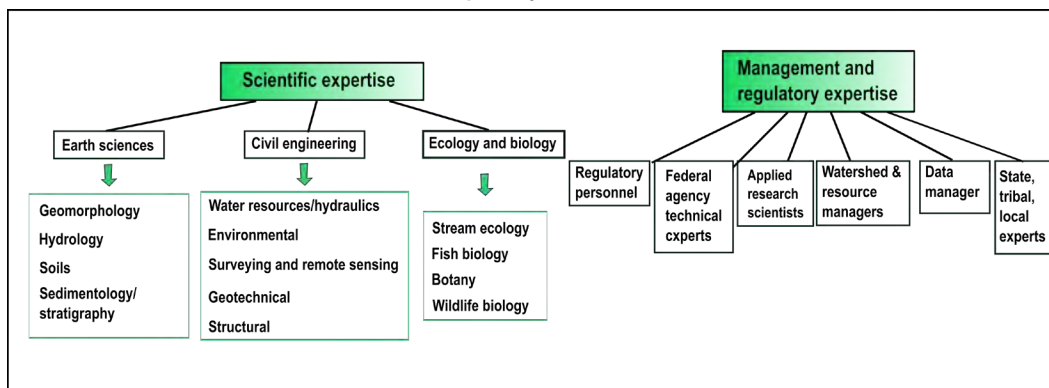 Scientific expertise
Earth sciences
Geomorphology
Hydrology
Soils
Sedimentology/
stratigraphy
Civil engineering
Water resources/hydraulics
Environmental
Surveying and remote sensing
Geotechnical
Structural
Ecology and biology
Stream ecology
Fish biology
Botany
Wildlife biology
Management and
regulatory expertise
Regulatory
personnel
Federal
agency
technical
cxperts
Applied
research
scientists
Watershed &
resource
managers
Data
manager
State,
tribal,
local
experts